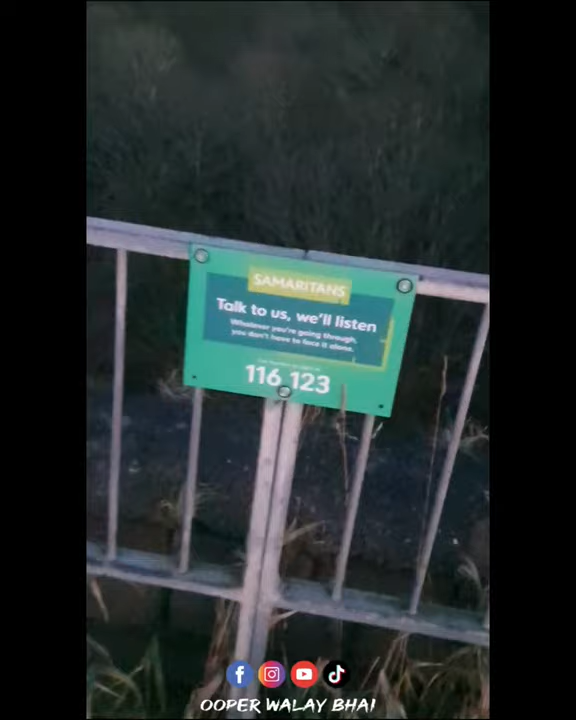 SAMARITANS
Talk to us, we'll listen
Whatever you're going through,
you don't have to face it alone.
116 123
OOPER WALAY BHAI